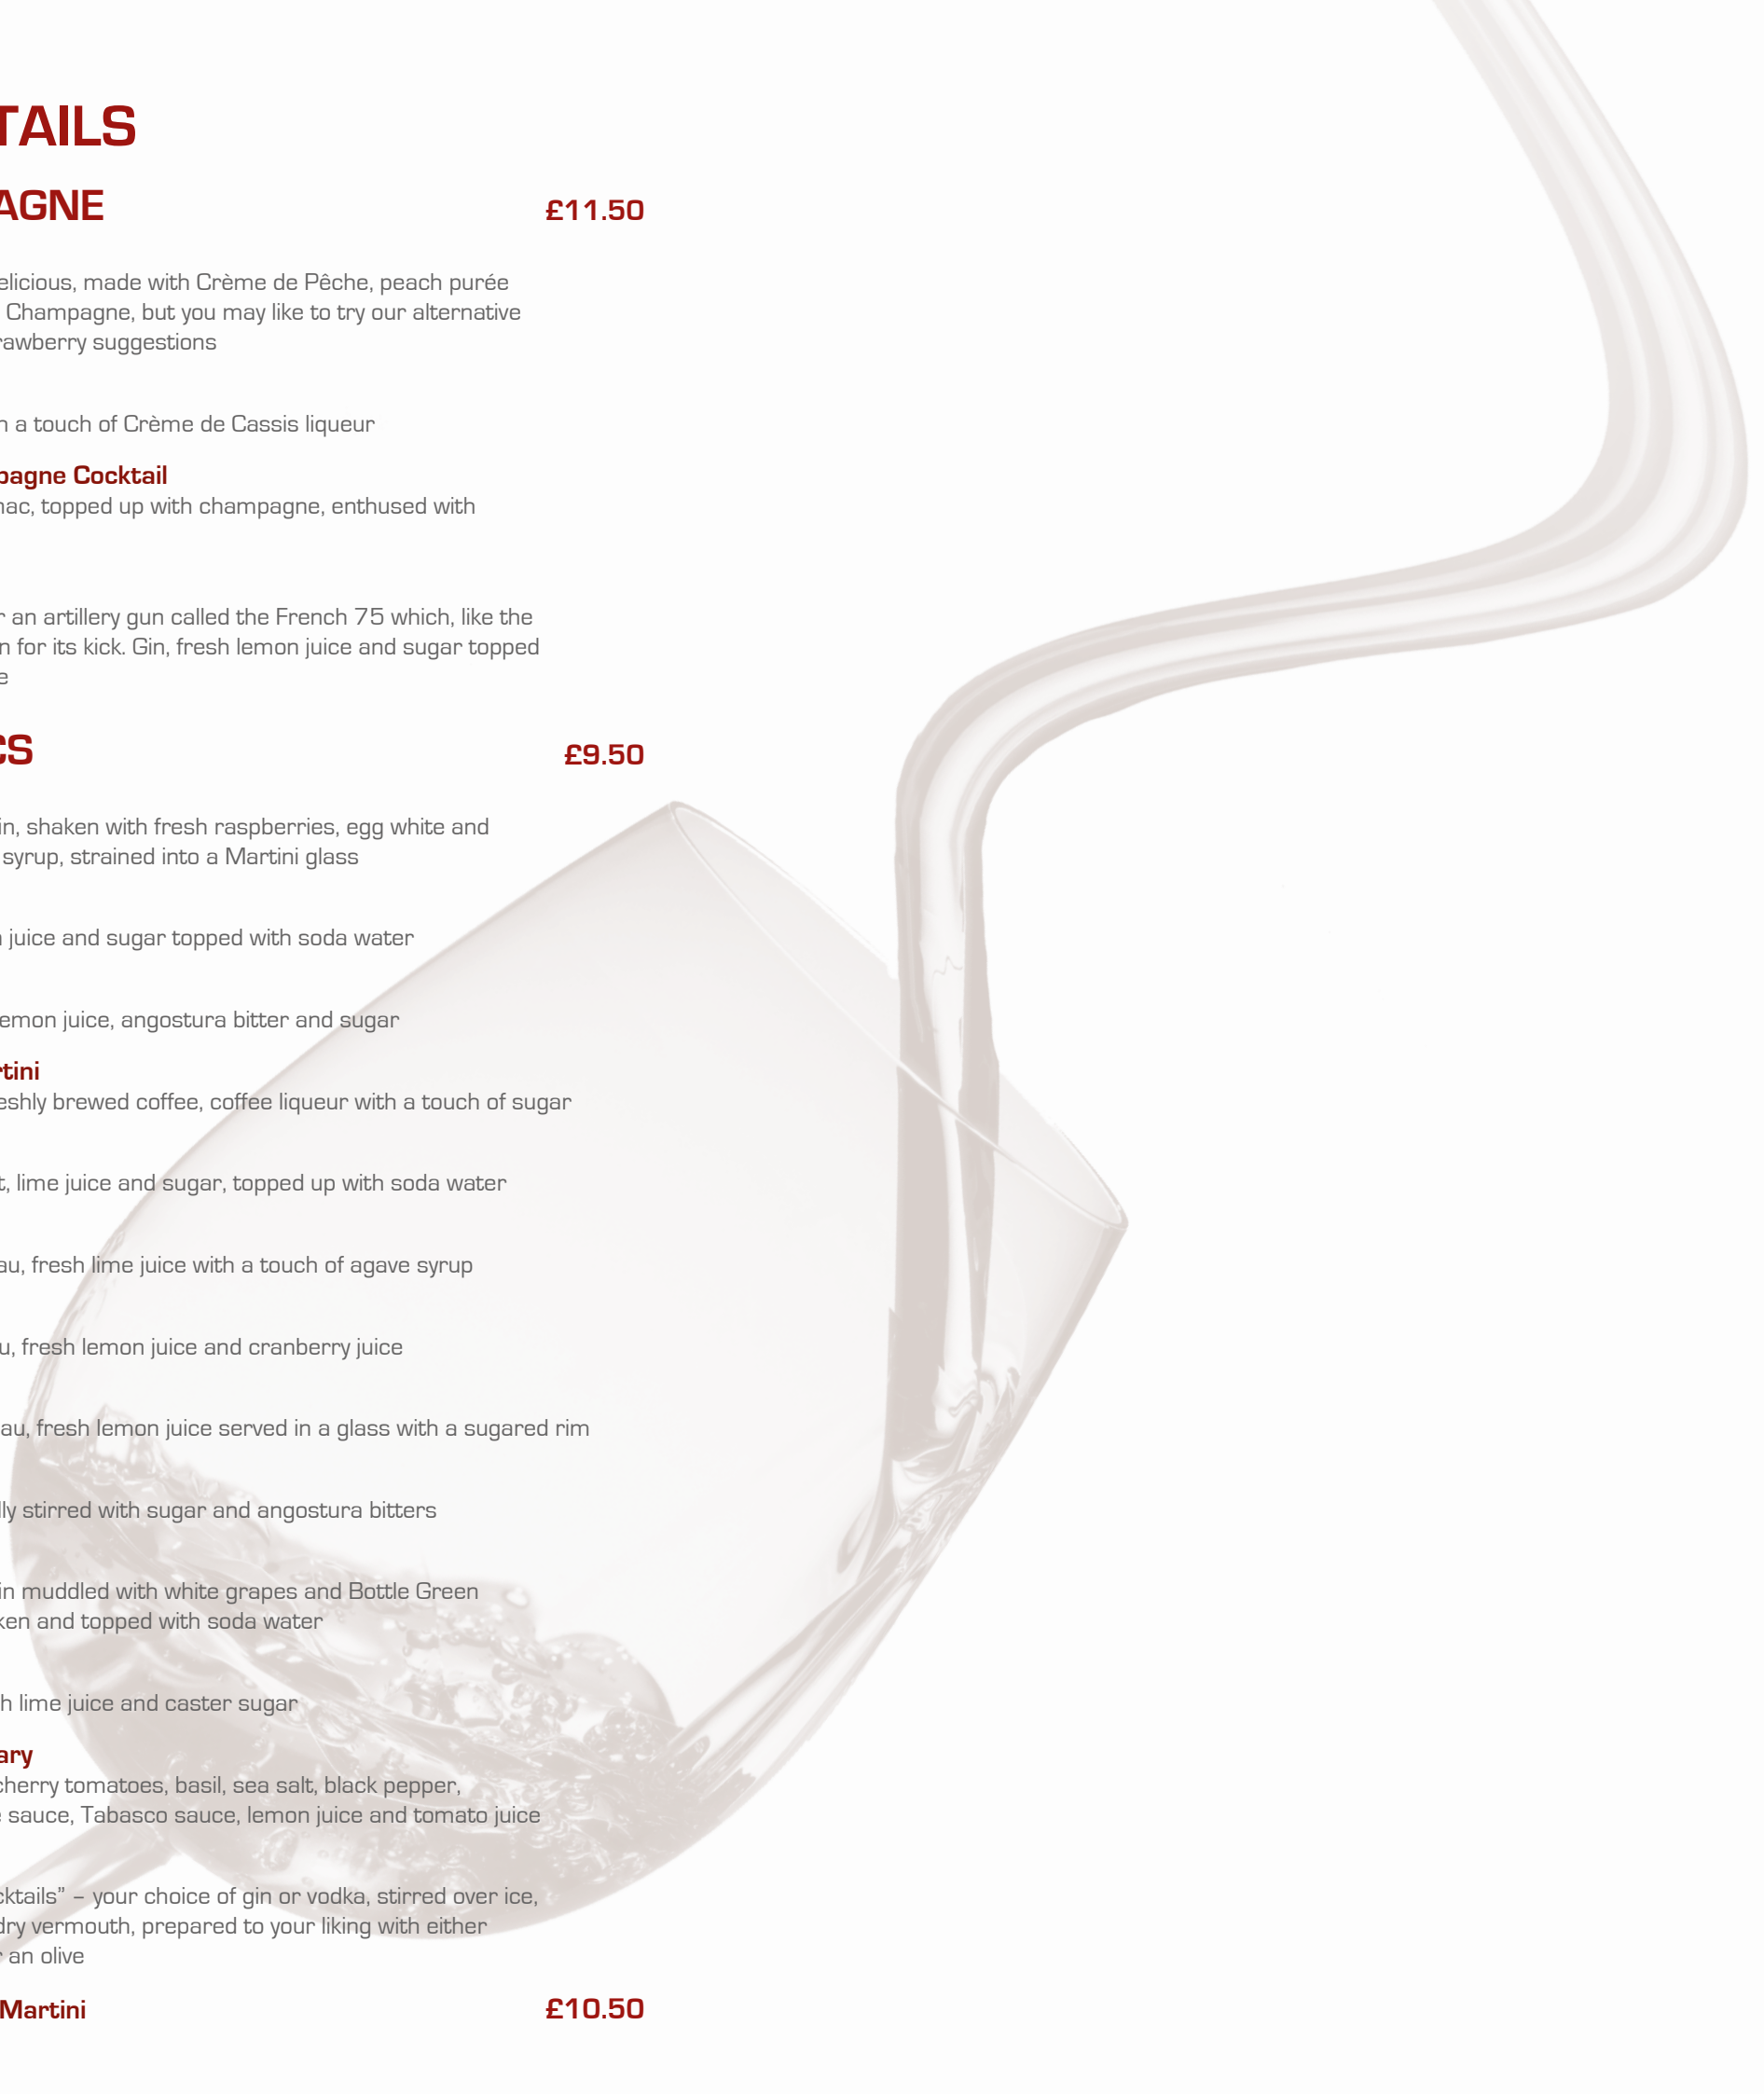 TAILS
AGNE £11.50
elicious, made with Crème de Pêche, peach purée
Champagne, but you may like to try our alternative
rawberry suggestions
n a touch of Crème de Cassis liqueur
pagne Cocktail
nac, topped up with champagne, enthused with
r an artillery gun called the French 75 which, like the
n for its kick. Gin, fresh lemon juice and sugar topped
e
CS £9.50
in, shaken with fresh raspberries, egg white and
syrup, strained into a Martini glass
n juice and sugar topped with soda water
emon juice, angostura bitter and sugar
rtini
eshly brewed coffee, coffee liqueur with a touch of sugar
t, lime juice and sugar, topped up with soda water
au, fresh lime juice with a touch of agave syrup
u, fresh lemon juice and cranberry juice
au, fresh lemon juice served in a glass with a sugared rim
lly stirred with sugar and angostura bitters
in muddled with white grapes and Bottle Green
ken and topped with soda water
h lime juice and caster sugar
ary
cherry tomatoes, basil, sea salt, black pepper,
e sauce, Tabasco sauce, lemon juice and tomato juice
cktails” – your choice of gin or vodka, stirred over ice,
dry vermouth, prepared to your liking with either
r an olive
Martini £10.50